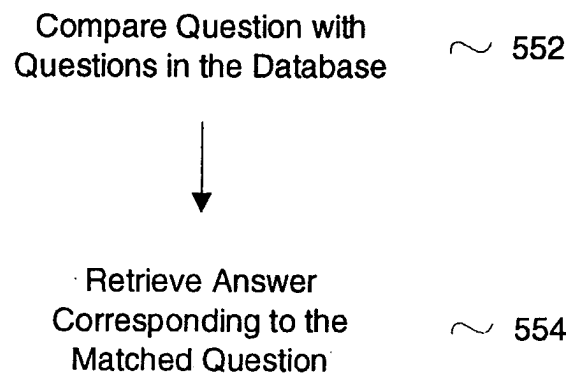 Compare Question with
Questions in the Database
552
Retrieve Answer
Corresponding to the
Matched Question
554